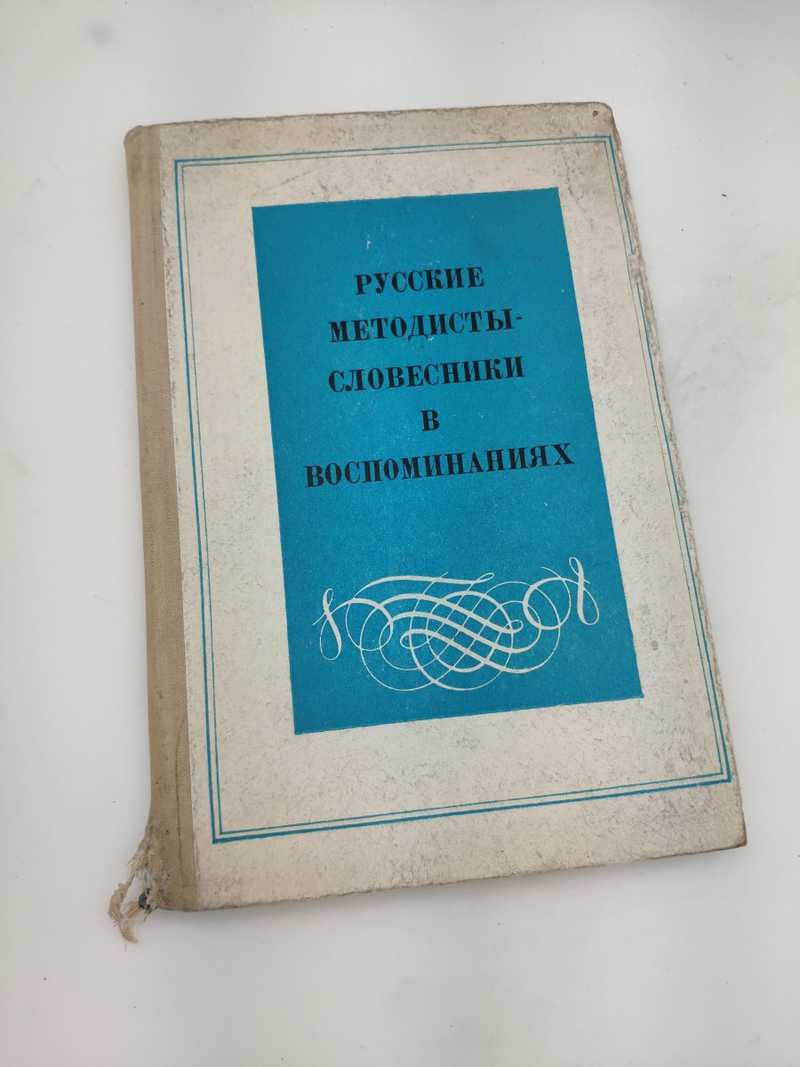 РУССКИЕ
МЕТОДИСТЫ-
СЛОВЕСНИКИ
В
ВОСПОМИНАНИЯХ